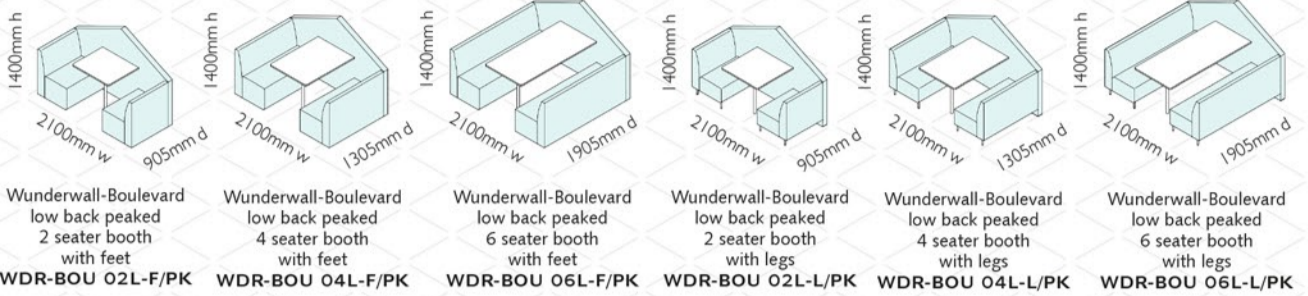 1400mm h
2100mm w
905mm d
Wunderwall-Boulevard
low back peaked
2 seater booth
with feet
WDR-BOU 02L-F/PK
1400mm h
2100mm w
1305mm d
Wunderwall-Boulevard
low back peaked
4 seater booth
with feet
WDR-BOU 04L-F/PK
1400mm h
2100mm w
1905mm d
Wunderwall-Boulevard
low back peaked
6 seater booth
with feet
WDR-BOU 06L-F/PK
1400mm h
2100mm w
905mm d
Wunderwall-Boulevard
low back peaked
2 seater booth
with legs
WDR-BOU 02L-L/PK
1400mm h
2100mm w
1305mm d
Wunderwall-Boulevard
low back peaked
4 seater booth
with legs
WDR-BOU 04L-L/PK
1400mm h
2100mm w
1905mm d
Wunderwall-Boulevard
low back peaked
6 seater booth
with legs
WDR-BOU 06L-L/PK